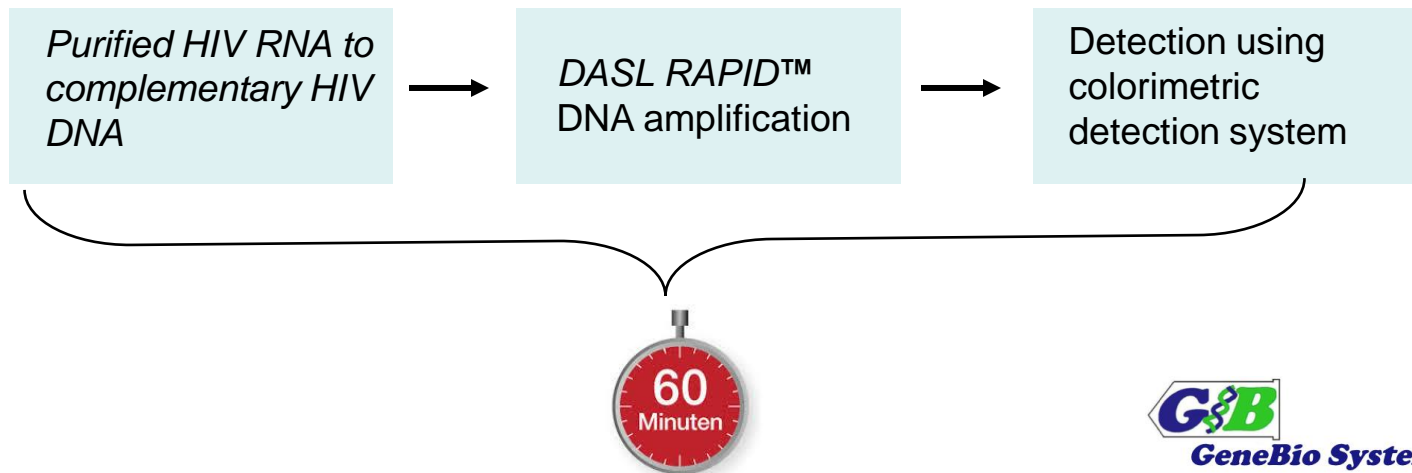 Purified HIV RNA to
complementary HIV
DNA
DASL RAPID™
DNA amplification
Detection using
colorimetric
detection system
60
Minuten
G B
GeneBio Syste